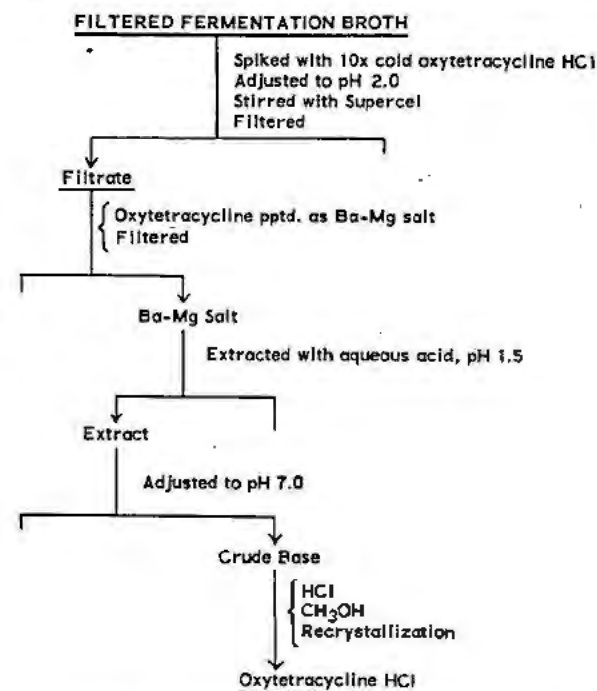 FILTERED FERMENTATION BROTH
Spiked with 10x cold oxytetracycline HCl
Adjusted to pH 2.0
Stirred with Supercel
Filtered
Filtrate
Oxytetracycline pptd. as Ba-Mg salt
Filtered
Ba-Mg Salt
Extracted with aqueous acid, pH 1.5
Extract
Adjusted to pH 7.0
Crude Base
HCl
CH₃OH
Recrystallization
Oxytetracycline HCl